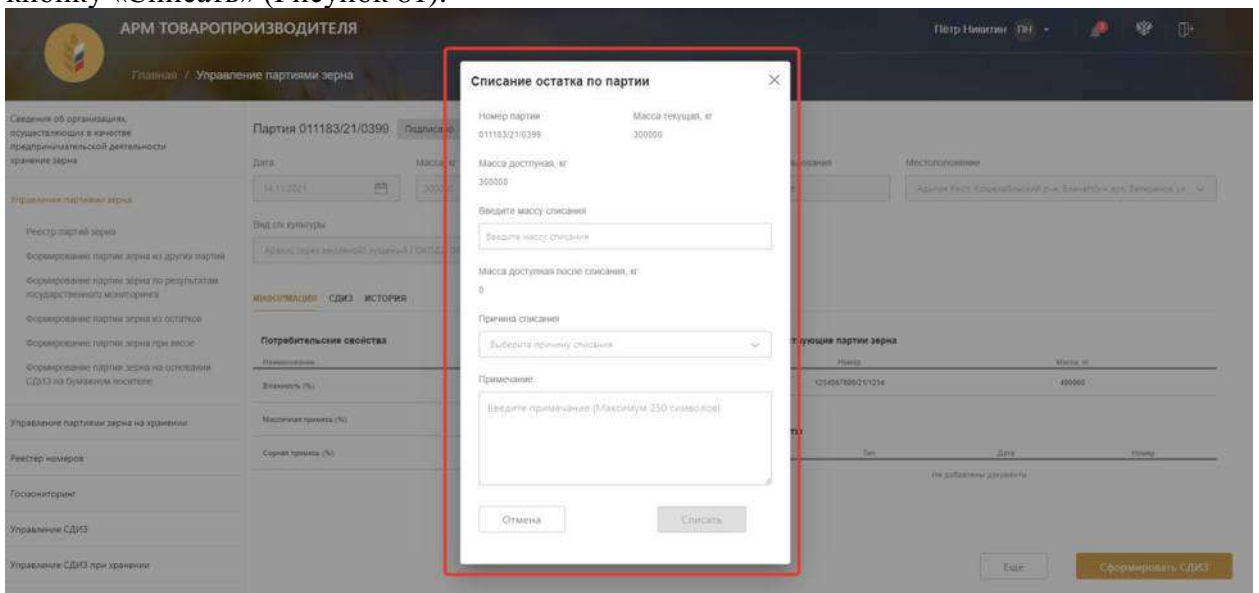 кнопку «Списать» (Рисунок 81).
АРМ ТОВАРОПРОИЗВОДИТЕЛЯ
Пётр Никитин ПН
Главная / Управление партиями зерна
Сведения об организациях,
осуществляющих в качестве
предпринимательской деятельности
хранение зерна
Управление партиями зерна
Реестр партий зерна
Формирование партии зерна из других партий
Формирование партии зерна по результатам
государственного мониторинга
Формирование партии зерна из остатков
Формирование партии зерна при ввозе
Формирование партии зерна на основании
СДИЗ на бумажном носителе
Управление партиями зерна на хранении
Реестр номеров
Госмониторинг
Управление СДИЗ
Управление СДИЗ при хранении
Партия 011183/21/0399
Дата
Масса, кг
Местоположение
14.11.2021
Вид с/х культуры
ИНФОРМАЦИЯ СДИЗ ИСТОРИЯ
Потребительские свойства
Наименование
Влажность (%)
Масличная примесь (%)
Сорная примесь (%)
Списание остатка по партии
Номер партии
Масса текущая, кг
011183/21/0399
300000
Масса доступная, кг
300000
Введите массу списания
Введите массу списания
Масса доступная после списания, кг
0
Причина списания
Выберите причину списания
Примечание
Введите примечание (Максимум 250 символов)
Отмена
Списать
партии зерна
Номер
Масса, кг
1234567800/21/1234
400000
Тип
Дата
Номер
Не добавлены документы
Еще
Сформировать СДИЗ